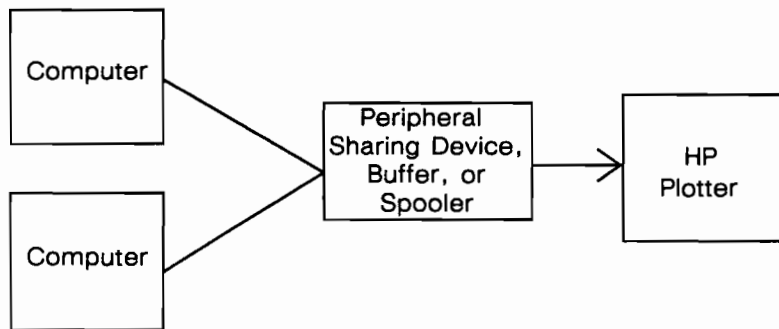 Computer
Peripheral
Sharing Device,
Buffer, or
Spooler
HP
Plotter
Computer